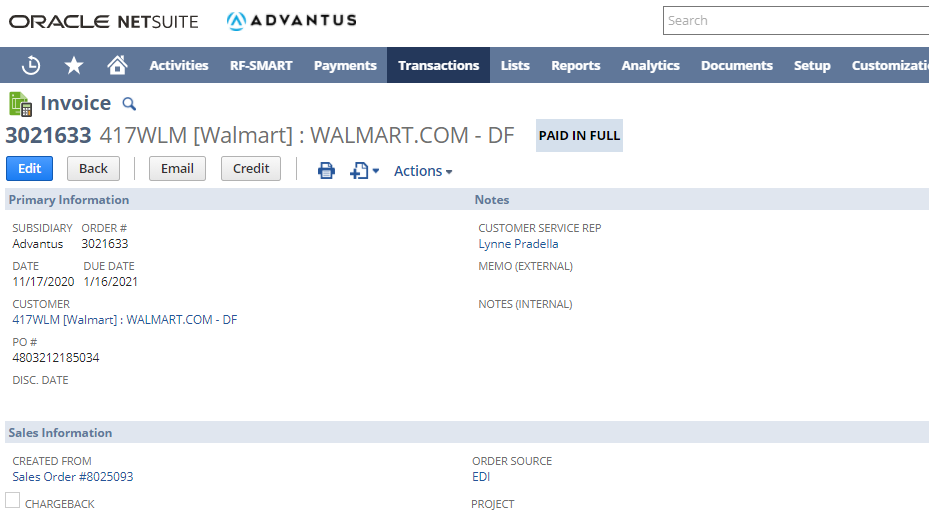 ORACLE NETSUITE ADVANTUS Search
Activities RF-SMART Payments Transactions Lists Reports Analytics Documents Setup Customizati
Invoice
3021633 417WLM [Walmart] : WALMART.COM - DF PAID IN FULL
Edit Back Email Credit Actions
Primary Information Notes
SUBSIDIARY ORDER # CUSTOMER SERVICE REP
Advantus 3021633 Lynne Pradella
DATE DUE DATE MEMO (EXTERNAL)
11/17/2020 1/16/2021
CUSTOMER NOTES (INTERNAL)
417WLM [Walmart] : WALMART.COM - DF
PO #
4803212185034
DISC. DATE
Sales Information
CREATED FROM ORDER SOURCE
Sales Order #8025093 EDI
CHARGEBACK PROJECT